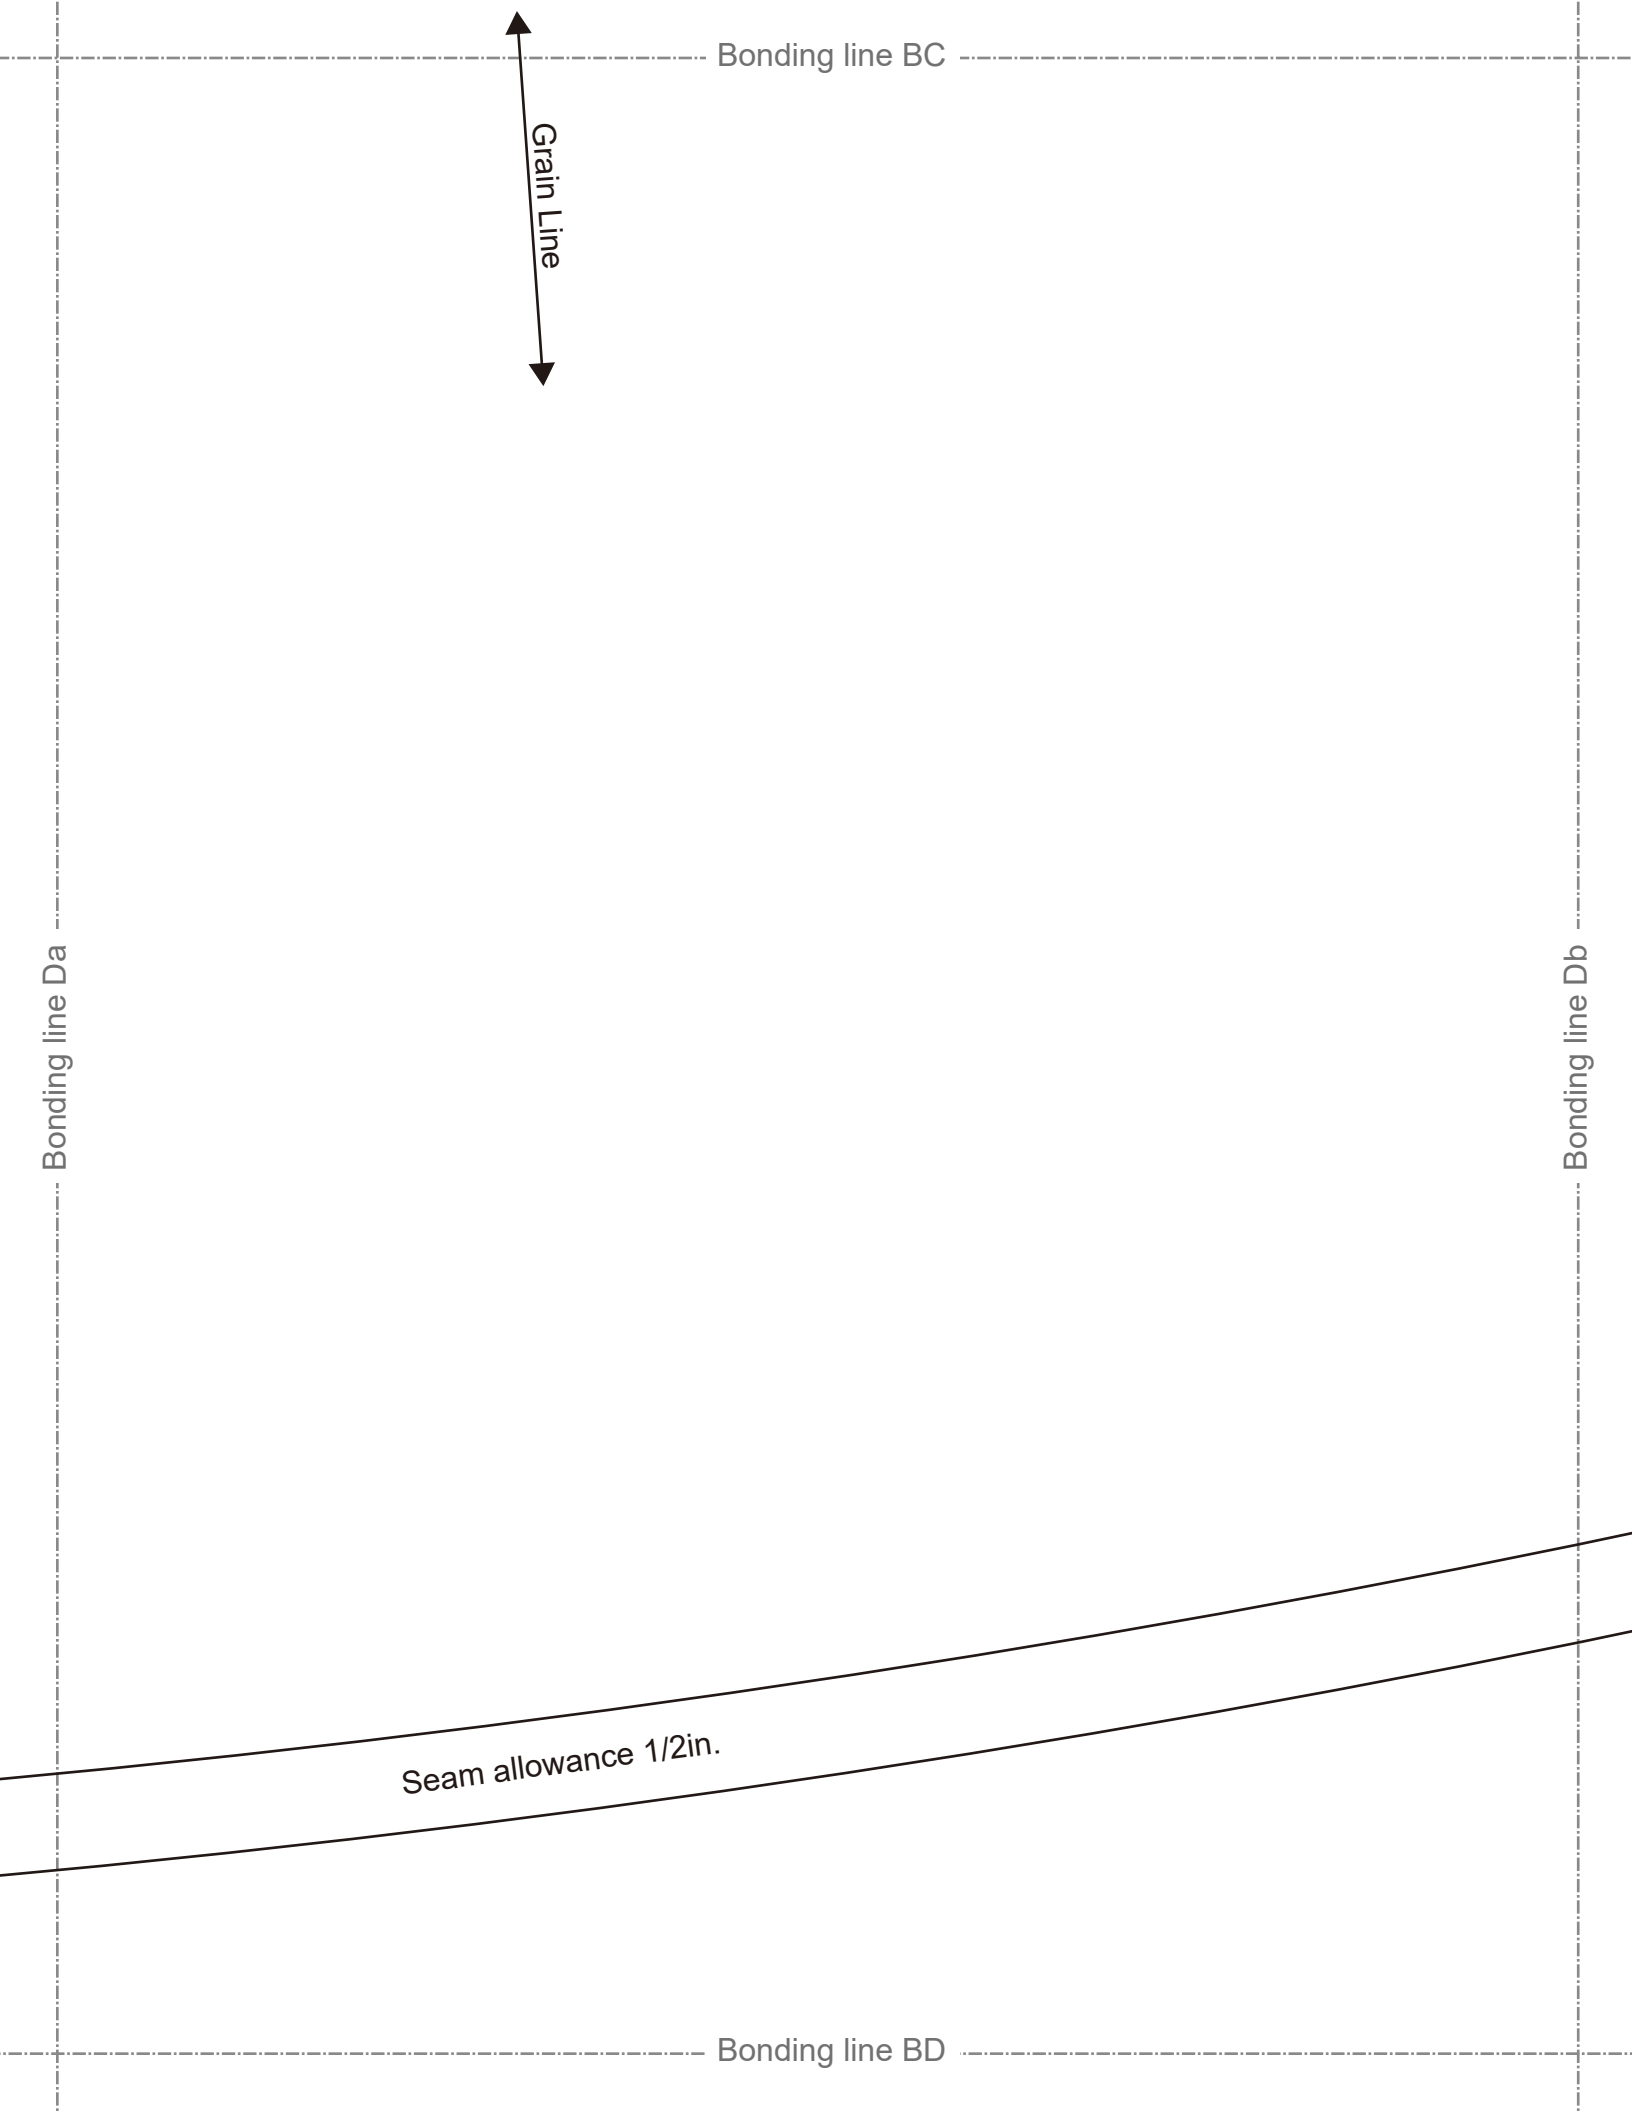 Bonding line BC
Grain Line
Bonding line Da
Bonding line Db
Seam allowance 1/2in.
Bonding line BD